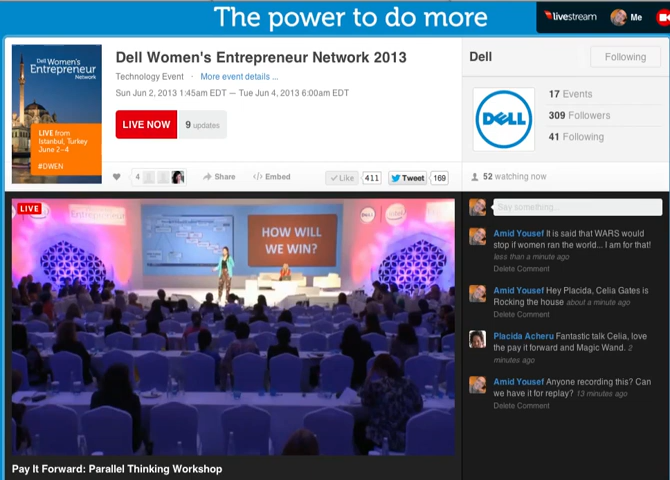 The power to do more
livestream
Me
Dell Women's
Entrepreneur
Network
LIVE from
Istanbul, Turkey
June 2-4
#DWEN
Dell Women's Entrepreneur Network 2013
Technology Event · More event details ...
Sun Jun 2, 2013 1:45am EDT — Tue Jun 4, 2013 6:00am EDT
LIVE NOW
9 updates
4
Share
</> Embed
Like
411
Tweet
169
Dell
Following
DELL
17 Events
309 Followers
41 Following
52 watching now
LIVE
Entrepreneur
HOW WILL
WE WIN?
DELL
Pay It Forward: Parallel Thinking Workshop
Say something...
Amid Yousef It is said that WARS would
stop if women ran the world... I am for that!
less than a minute ago
Delete Comment
Amid Yousef Hey Placida, Celia Gates is
Rocking the house about a minute ago
Delete Comment
Placida Acheru Fantastic talk Celia, love
the pay it forward and Magic Wand. 2
minutes ago
Amid Yousef Anyone recording this? Can
we have it for replay? 13 minutes ago
Delete Comment